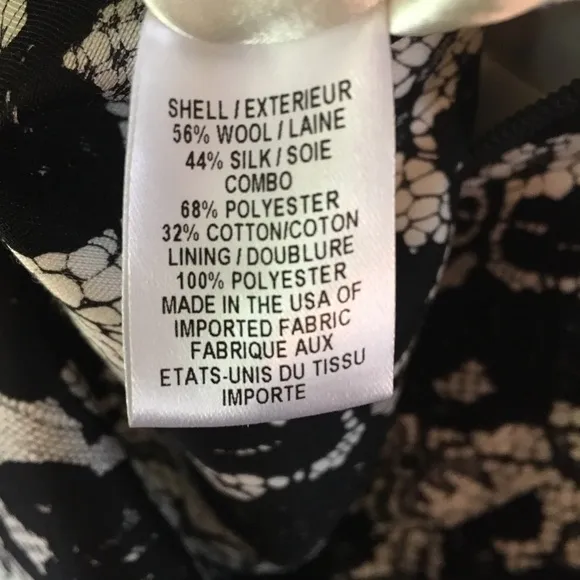 SHELL / EXTERIEUR
56% WOOL / LAINE
44% SILK / SOIE
COMBO
68% POLYESTER
32% COTTON/COTON
LINING / DOUBLURE
100% POLYESTER
MADE IN THE USA OF
IMPORTED FABRIC
FABRIQUE AUX
ETATS-UNIS DU TISSU
IMPORTE